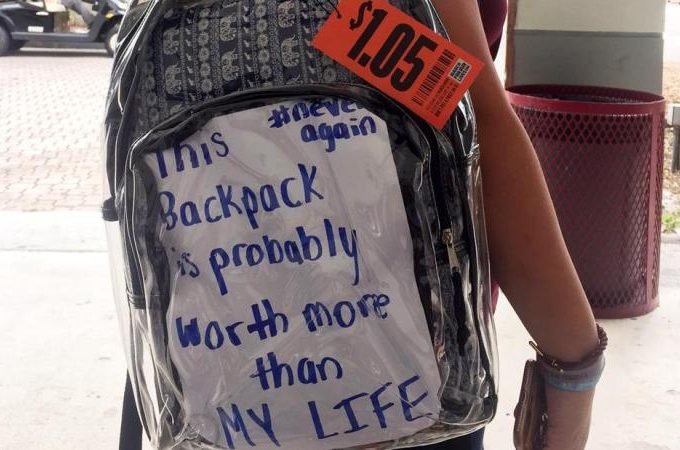 $1.05
#never
again
This
Backpack
is probably
worth more
than
MY LIFE